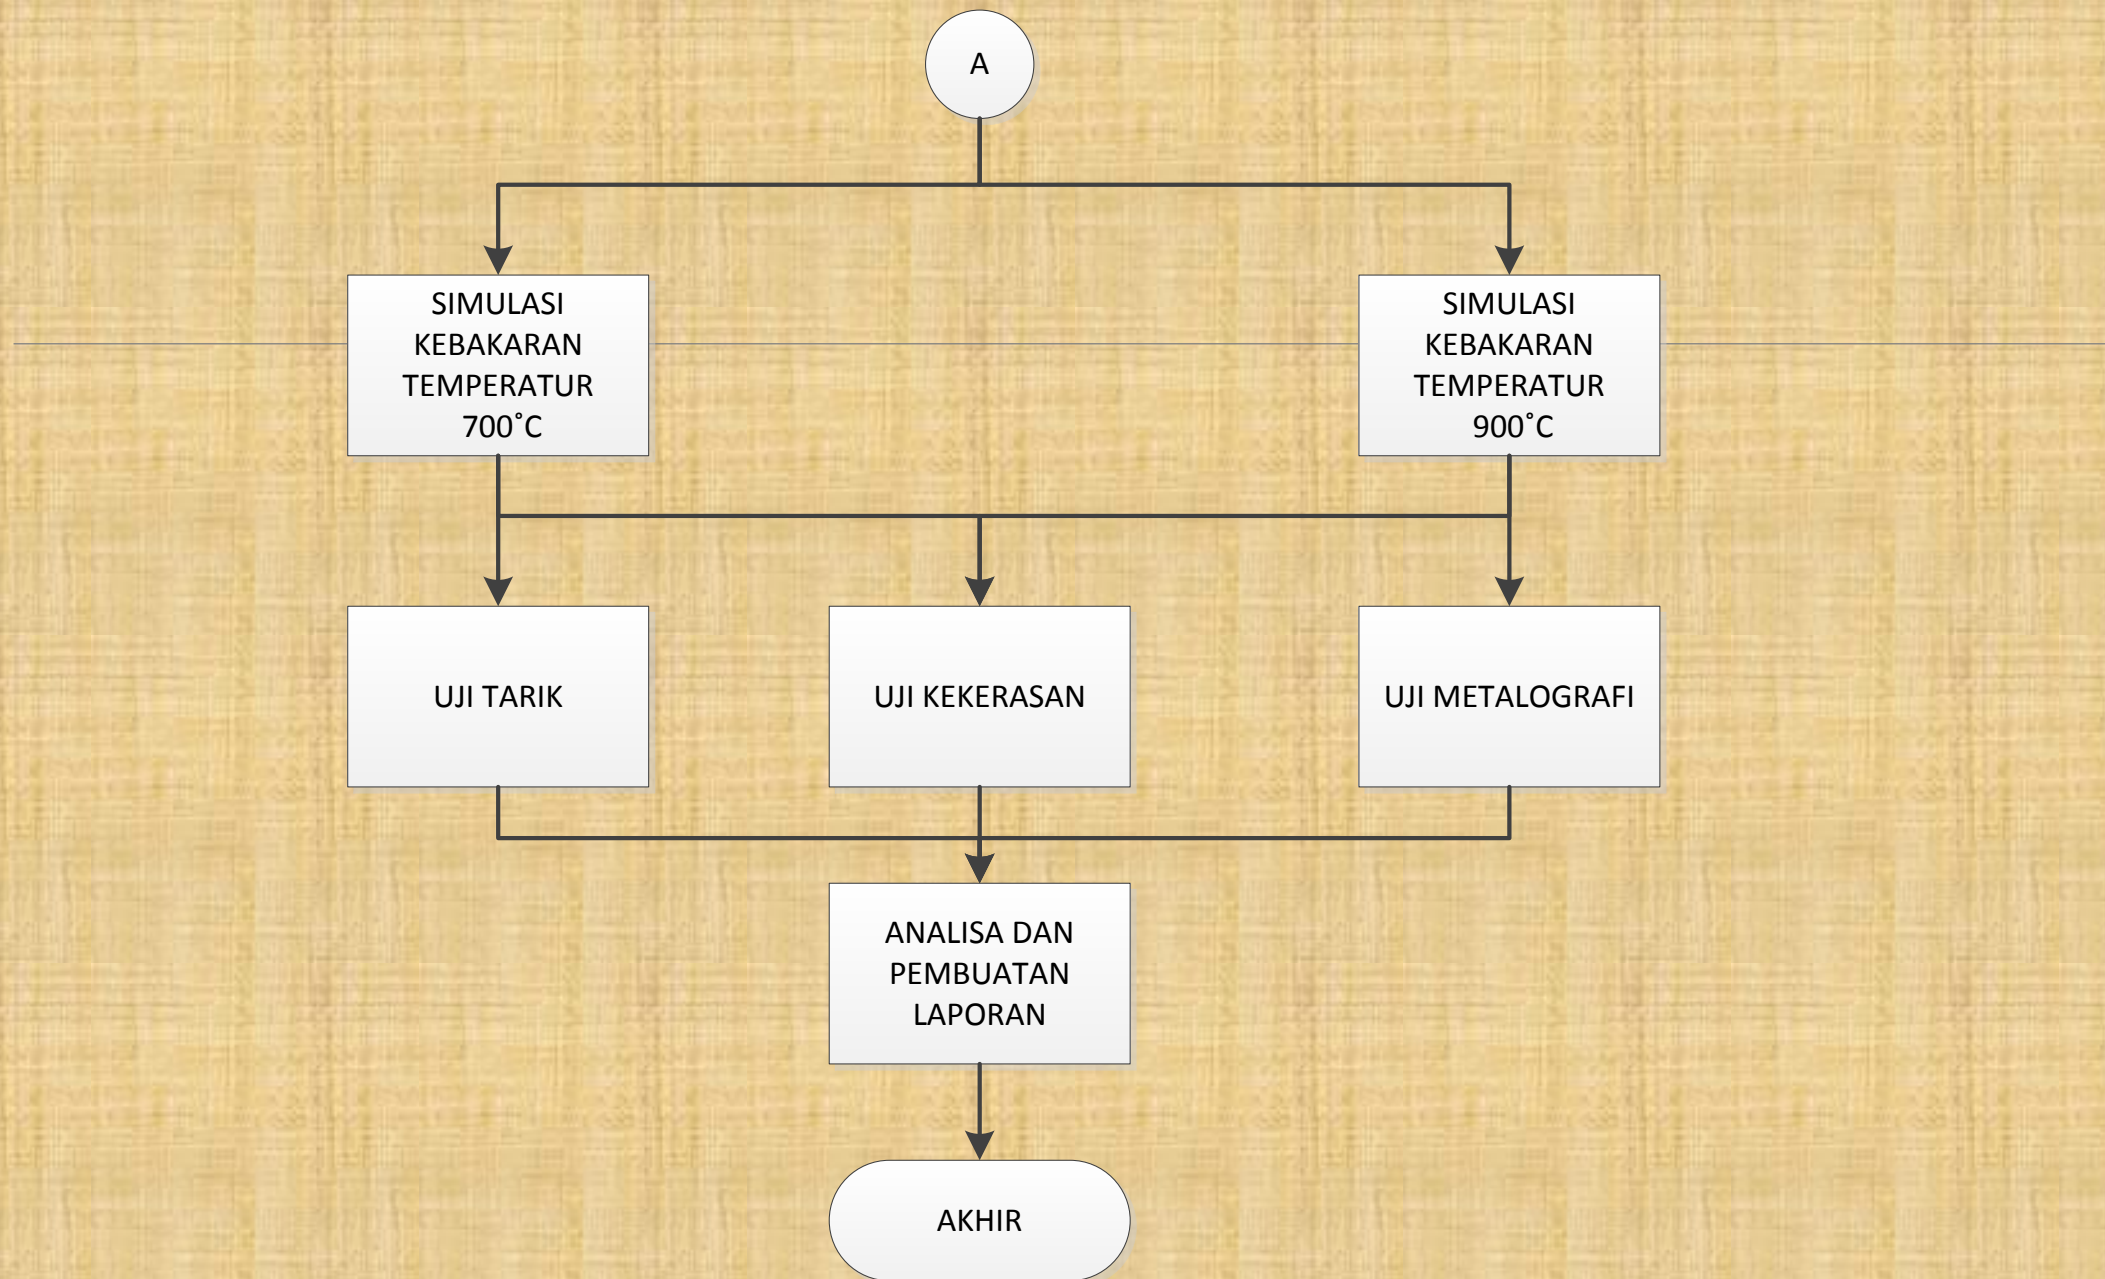 A
SIMULASI
KEBAKARAN
TEMPERATUR
700˚C
SIMULASI
KEBAKARAN
TEMPERATUR
900˚C
UJI TARIK
UJI KEKERASAN
UJI METALOGRAFI
ANALISA DAN
PEMBUATAN
LAPORAN
AKHIR